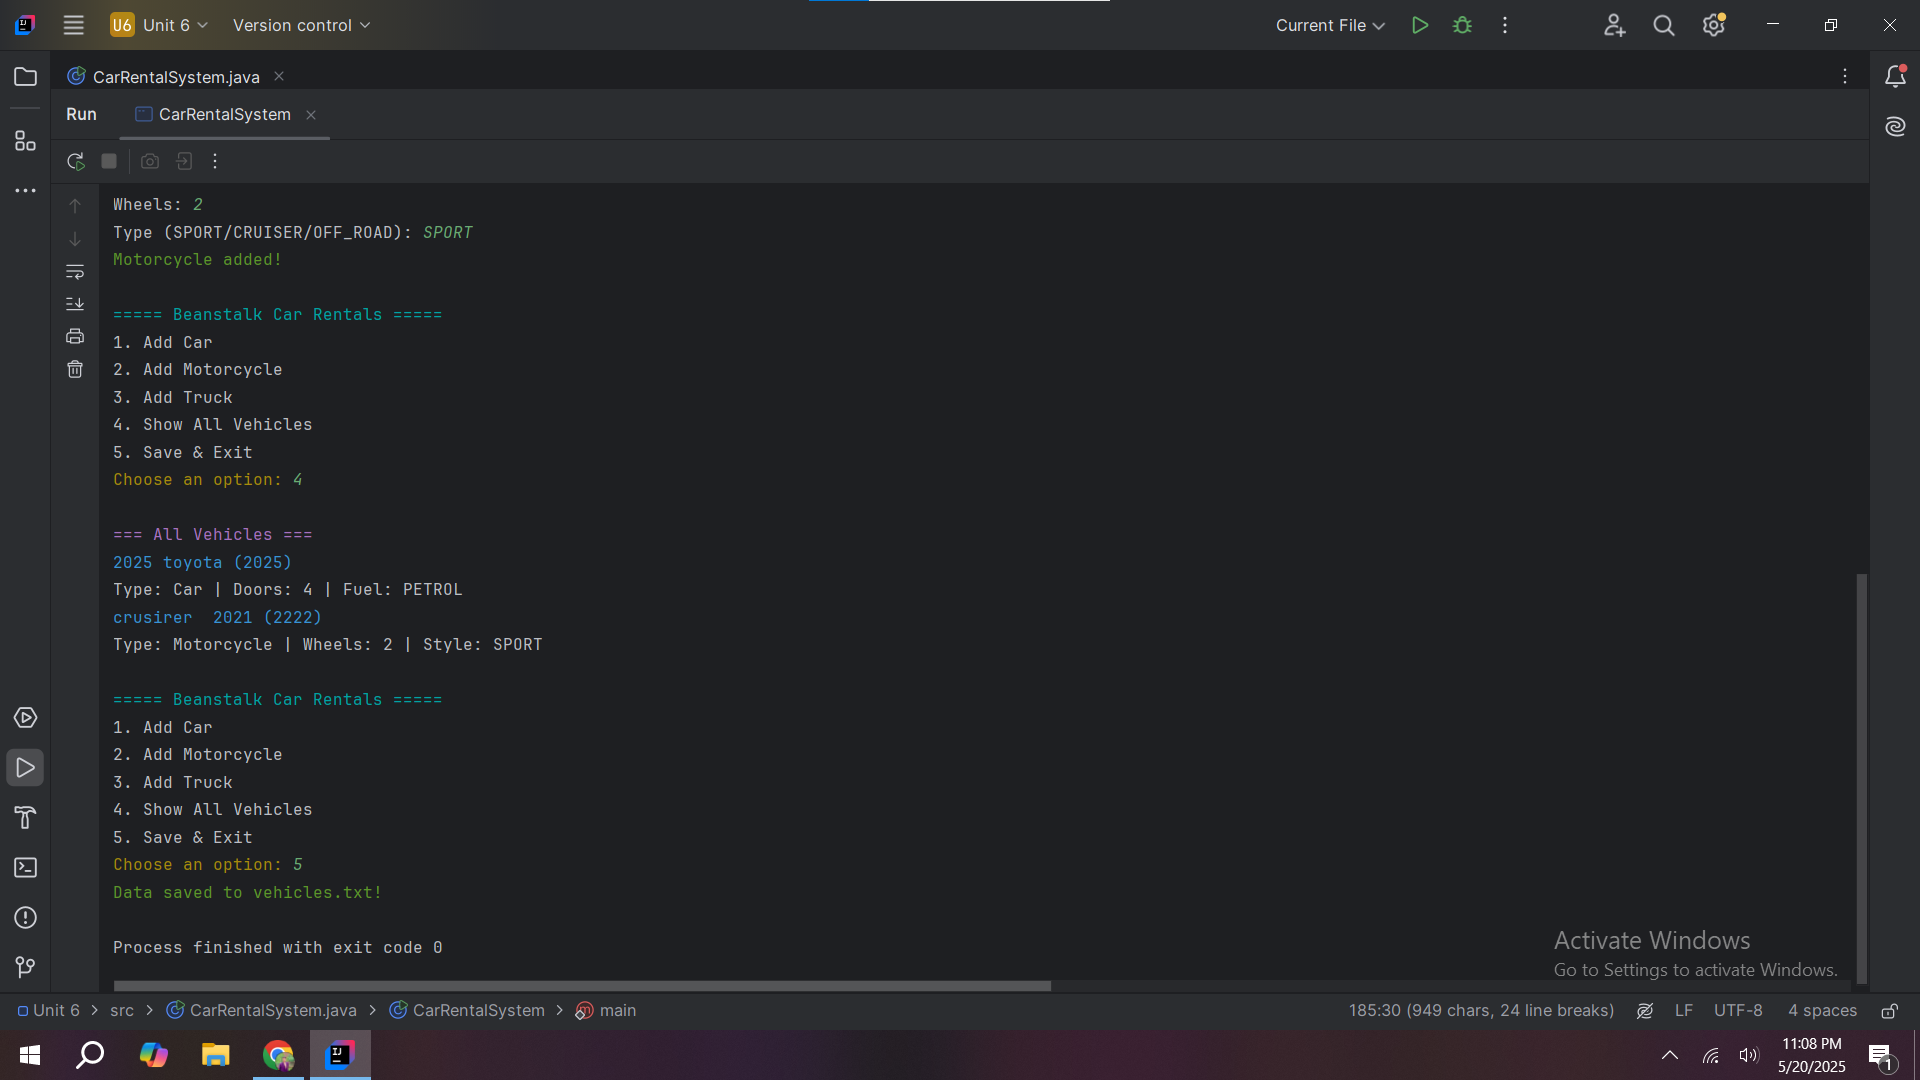 U6 Unit 6 Version control Current File
CarRentalSystem.java
Run CarRentalSystem
Wheels: 2
Type (SPORT/CRUISER/OFF_ROAD): SPORT
Motorcycle added!
===== Beanstalk Car Rentals =====
1. Add Car
2. Add Motorcycle
3. Add Truck
4. Show All Vehicles
5. Save & Exit
Choose an option: 4
=== All Vehicles ===
2025 toyota (2025)
Type: Car | Doors: 4 | Fuel: PETROL
crusirer  2021 (2222)
Type: Motorcycle | Wheels: 2 | Style: SPORT
===== Beanstalk Car Rentals =====
1. Add Car
2. Add Motorcycle
3. Add Truck
4. Show All Vehicles
5. Save & Exit
Choose an option: 5
Data saved to vehicles.txt!
Process finished with exit code 0
Activate Windows
Go to Settings to activate Windows.
Unit 6 > src > CarRentalSystem.java > CarRentalSystem > main 185:30 (949 chars, 24 line breaks) LF UTF-8 4 spaces
11:08 PM
5/20/2025
1